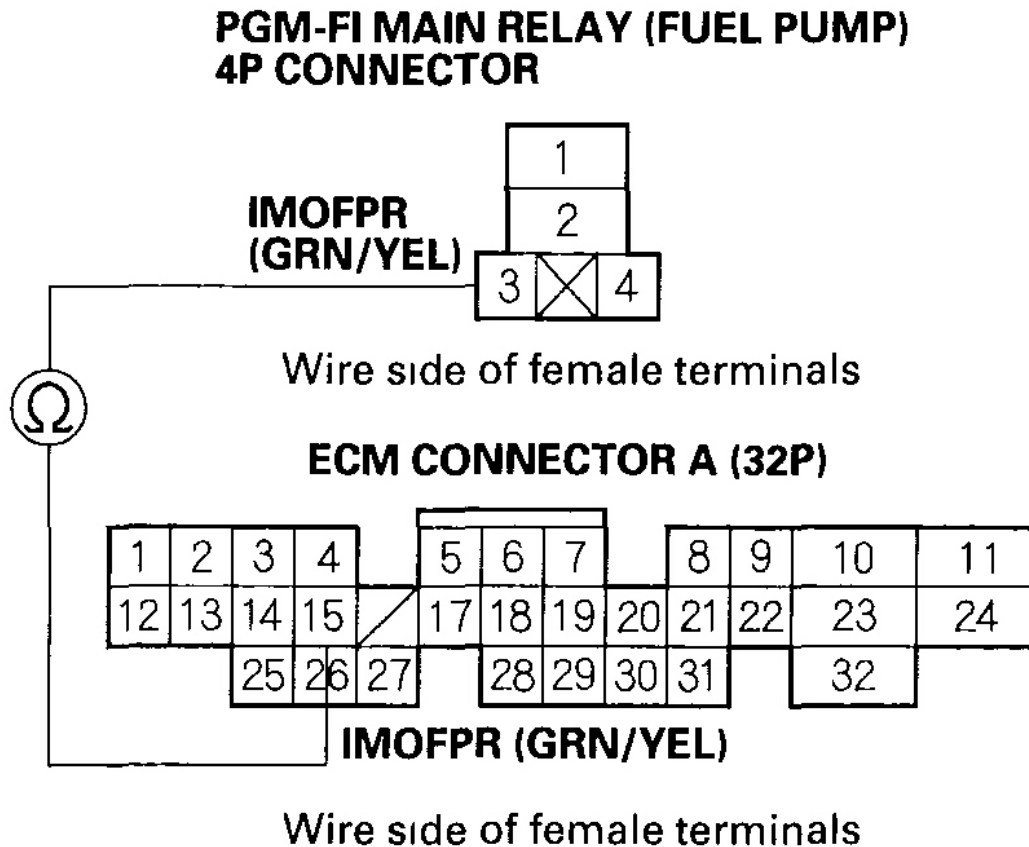 PGM-FI MAIN RELAY (FUEL PUMP)
4P CONNECTOR
1
2
IMOFPR
(GRN/YEL)
3 4
Wire side of female terminals
Ω
ECM CONNECTOR A (32P)
1 2 3 4 5 6 7 8 9 10 11
12 13 14 15 17 18 19 20 21 22 23 24
25 26 27 28 29 30 31 32
IMOFPR (GRN/YEL)
Wire side of female terminals